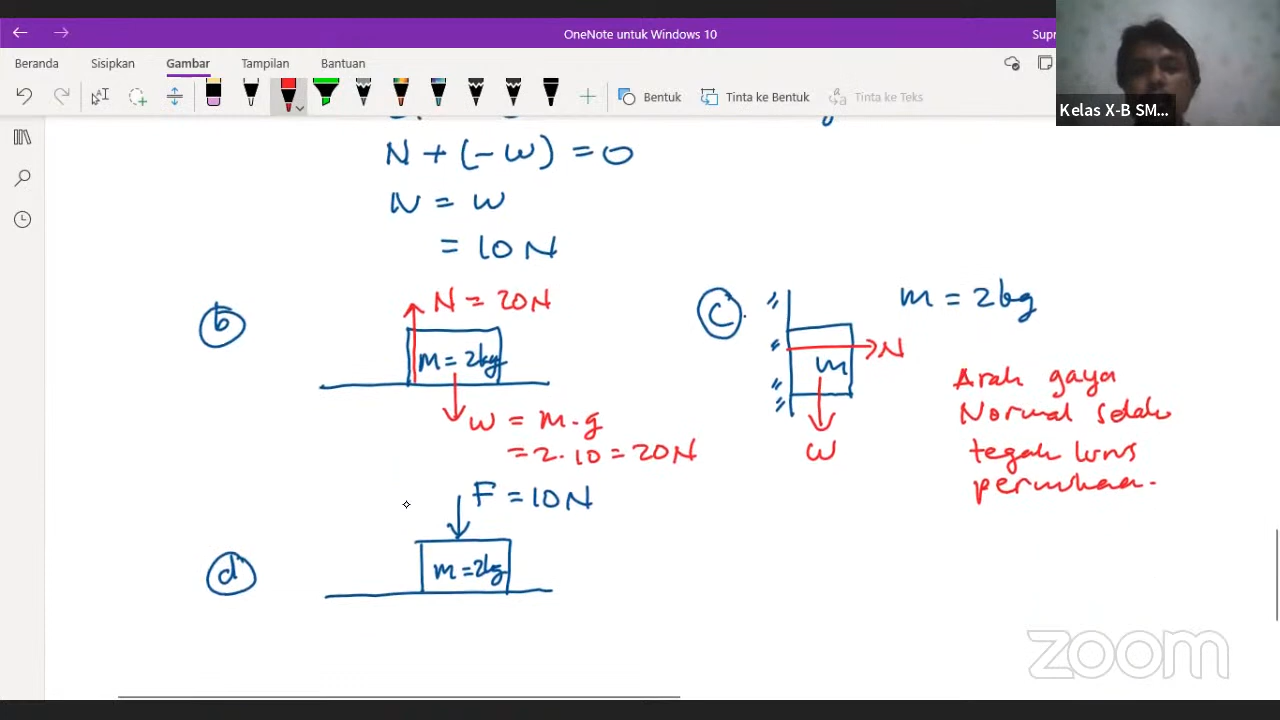 OneNote untuk Windows 10
Supr
Kelas X-B SM...
Beranda
Sisipkan
Gambar
Tampilan
Bantuan
Bentuk
Tinta ke Bentuk
Tinta ke Teks
N + (- w) = 0
N = w
= 10 N
b
N = 20N
m = 2kg
w = m . g
= 2 . 10 = 20N
C
m = 2kg
N
m
w
Arah gaya
Normal selalu
tegak lurus
permukaan.
d
F = 10 N
m = 2kg
zoom